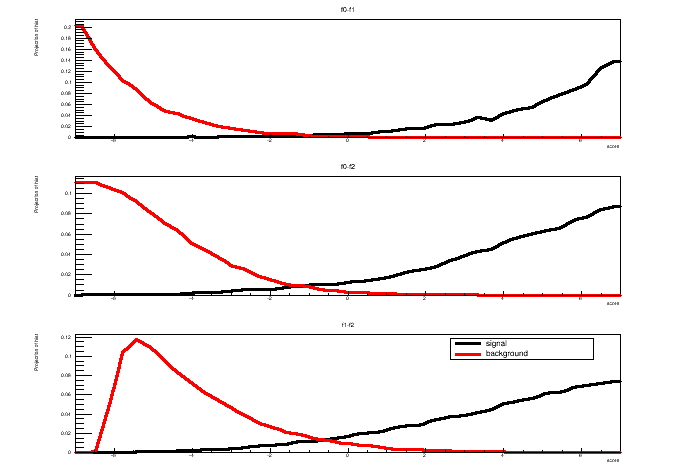 f0-f1
Projection of hist
0.2
0.18
0.16
0.14
0.12
0.1
0.08
0.06
0.04
0.02
0
-6 -4 -2 0 2 4 6
score
f0-f2
Projection of hist
0.1
0.08
0.06
0.04
0.02
0
-6 -4 -2 0 2 4 6
score
f1-f2
Projection of hist
0.12
0.1
0.08
0.06
0.04
0.02
0
signal
background
-6 -4 -2 0 2 4 6
score